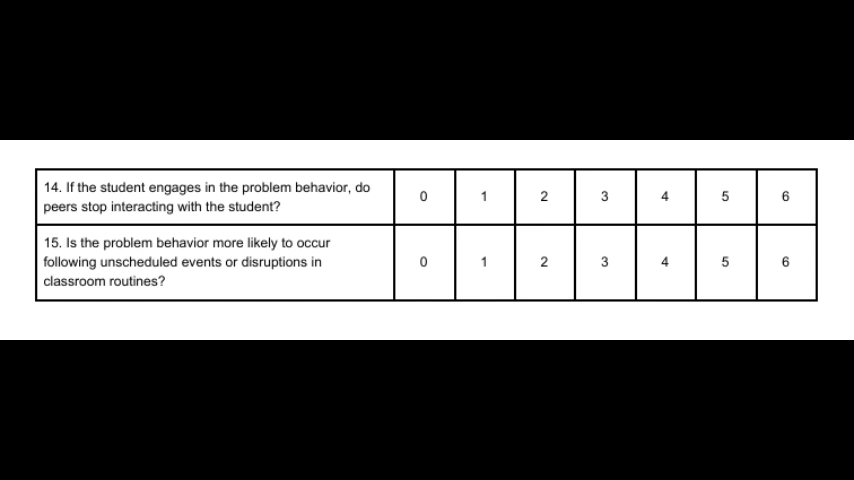 14. If the student engages in the problem behavior, do
peers stop interacting with the student?
0 1 2 3 4 5 6
15. Is the problem behavior more likely to occur
following unscheduled events or disruptions in
classroom routines?
0 1 2 3 4 5 6